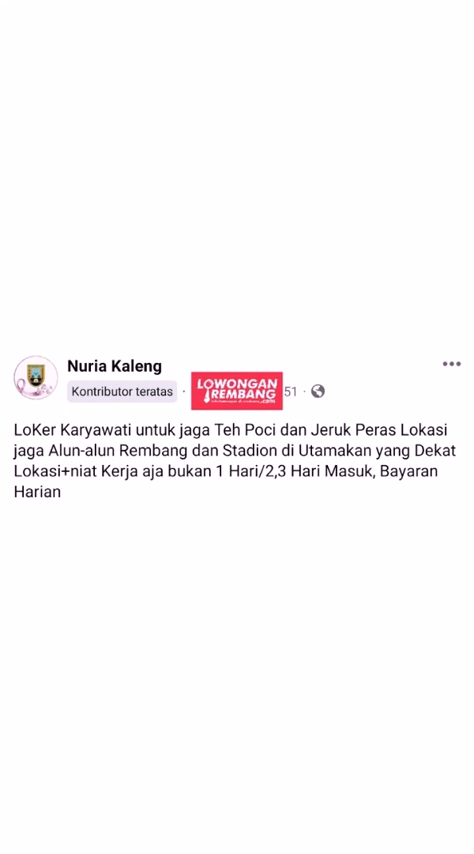 Nuria Kaleng
Kontributor teratas · 51 ·
LOWONGAN
REMBANG
.com
LoKer Karyawati untuk jaga Teh Poci dan Jeruk Peras Lokasi
jaga Alun-alun Rembang dan Stadion di Utamakan yang Dekat
Lokasi+niat Kerja aja bukan 1 Hari/2,3 Hari Masuk, Bayaran
Harian